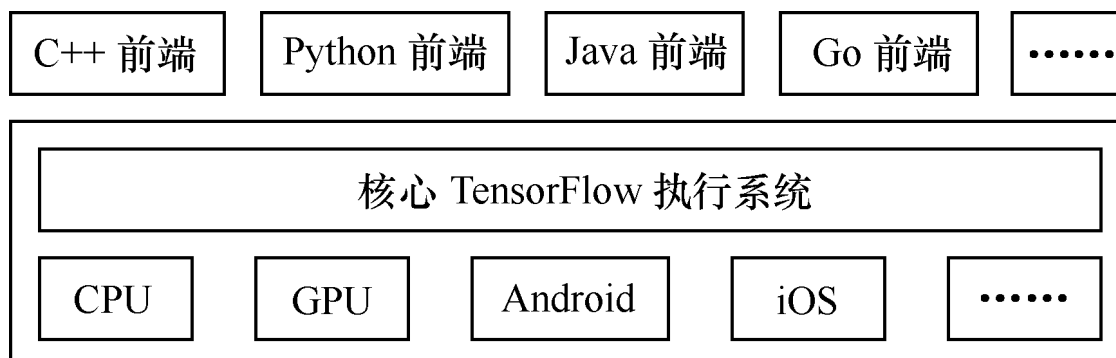 C++ 前端 Python 前端 Java 前端 Go 前端 ••••••
核心 TensorFlow 执行系统
CPU GPU Android iOS ••••••